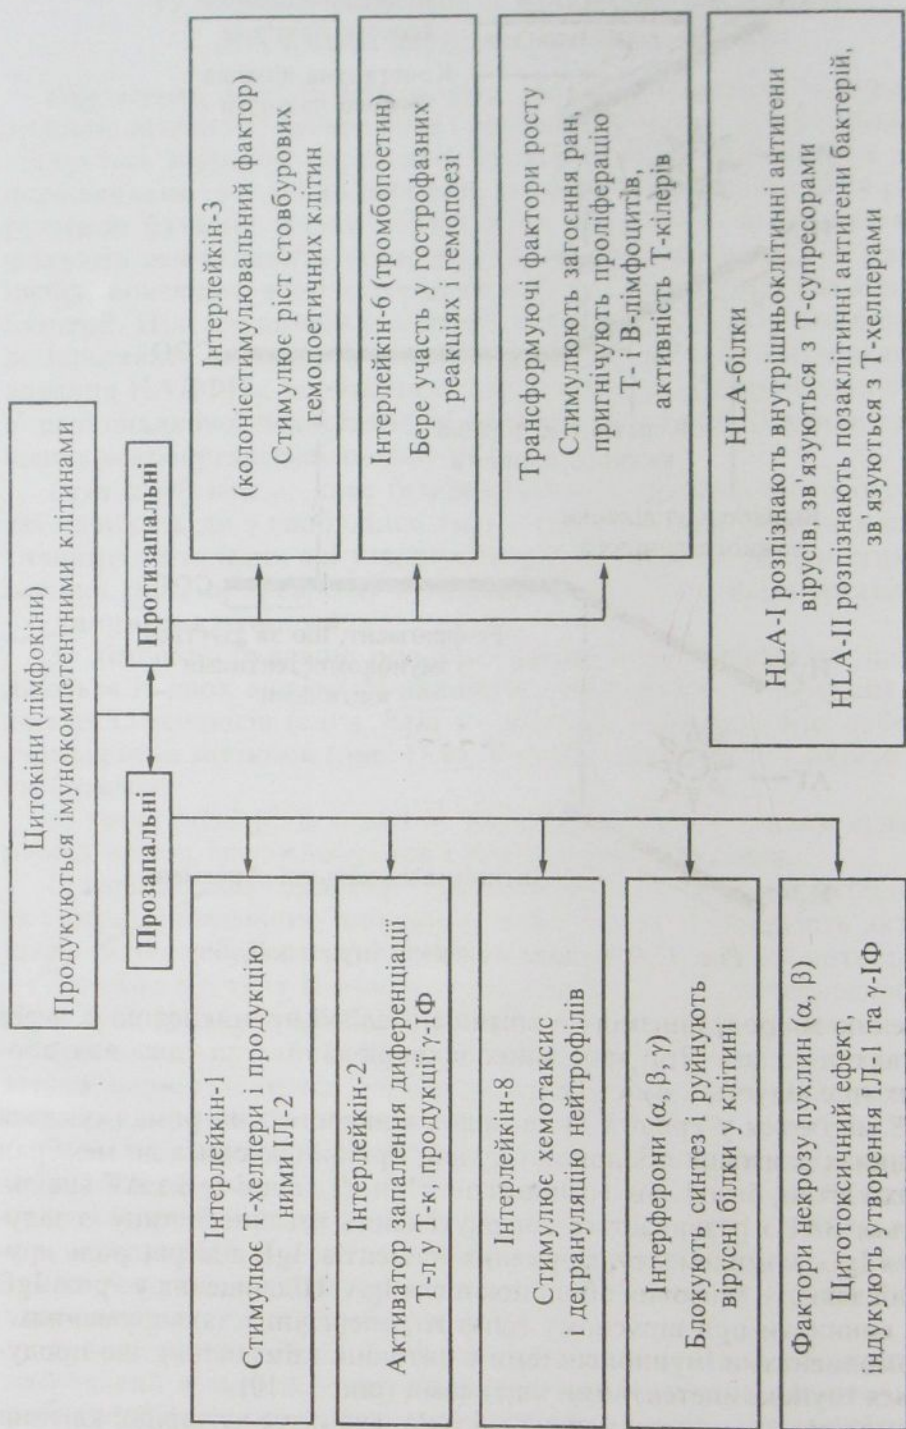 Цитокіни (лімфокіни)
Продукуються імунокомпетентними клітинами
Прозапальні
Протизапальні
Інтерлейкін-1
Стимулює Т-хелпери і продукцію
ними ІЛ-2
Інтерлейкін-2
Активатор запалення диференціації
Т-л у Т-к, продукції γ-ІФ
Інтерлейкін-8
Стимулює хемотаксис
і дегрануляцію нейтрофілів
Інтерферони (α, β, γ)
Блокують синтез і руйнують
вірусні білки у клітині
Фактори некрозу пухлин (α, β)
Цитотоксичний ефект,
індукують утворення ІЛ-1 та γ-ІФ
Інтерлейкін-3
(колонієстимулювальний фактор)
Стимулює ріст стовбурових
гемопоетичних клітин
Інтерлейкін-6 (тромбопоетин)
Бере участь у гострофазних
реакціях і гемопоезі
Трансформуючі фактори росту
Стимулюють загоєння ран,
пригнічують проліферацію
Т- і В-лімфоцитів,
активність Т-кілерів
HLA-білки
HLA-I розпізнають внутрішньоклітинні антигени
вірусів, зв'язуються з Т-супресорами
HLA-II розпізнають позаклітинні антигени бактерій,
зв'язуються з Т-хелперами